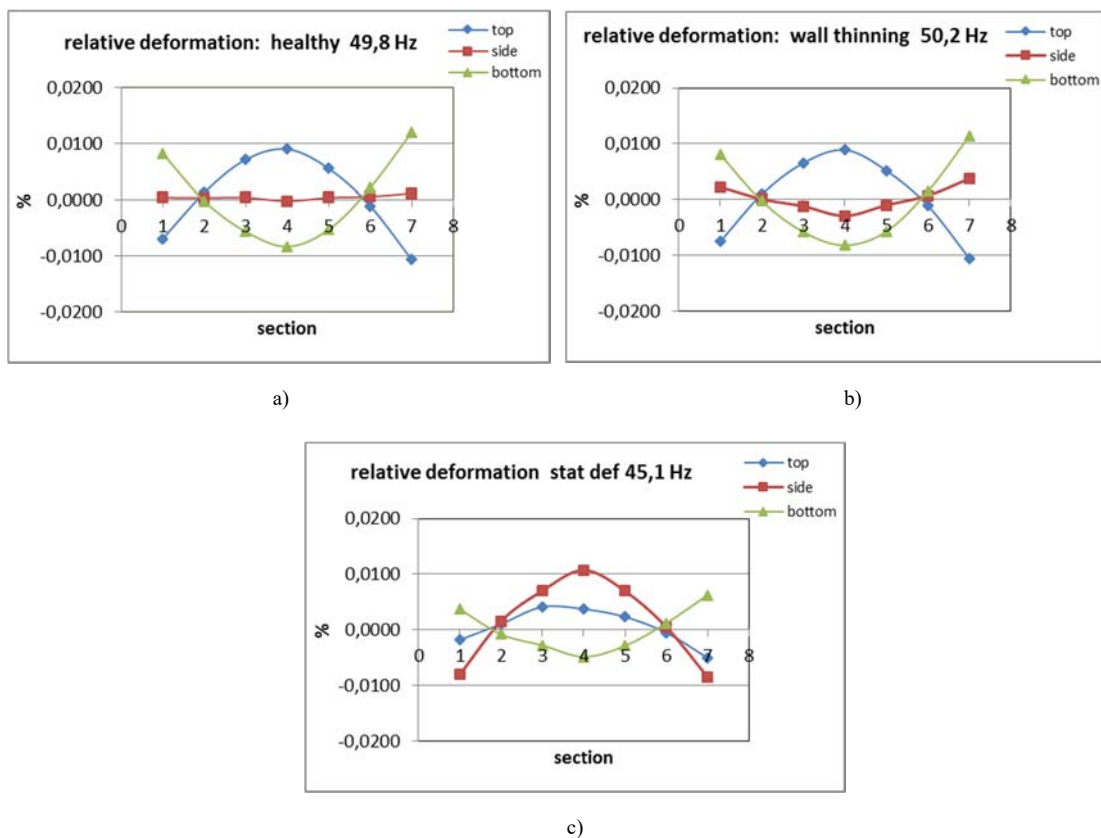 relative deformation: healthy 49,8 Hz
top
side
bottom
0,0200
0,0100
0,0000
-0,0100
-0,0200
%
0 1 2 3 4 5 6 7 8
section
a)
relative deformation: wall thinning 50,2 Hz
top
side
bottom
0,0200
0,0100
0,0000
-0,0100
-0,0200
%
0 1 2 3 4 5 6 7 8
section
b)
relative deformation stat def 45,1 Hz
top
side
bottom
0,0200
0,0100
0,0000
-0,0100
-0,0200
%
0 1 2 3 4 5 6 7 8
section
c)